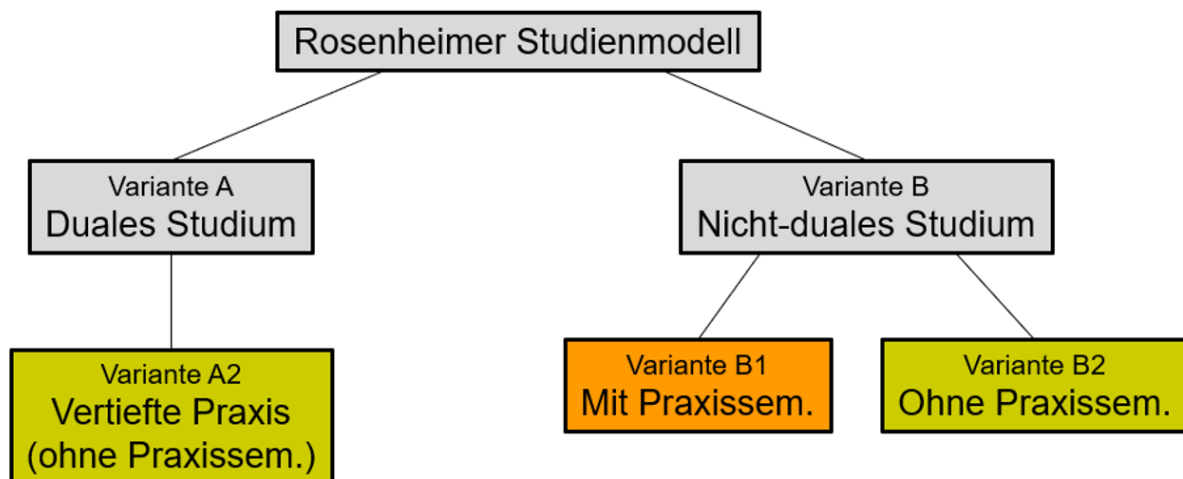 Rosenheimer Studienmodell
Variante A
Duales Studium
Variante B
Nicht-duales Studium
Variante A2
Vertiefte Praxis
(ohne Praxissem.)
Variante B1
Mit Praxissem.
Variante B2
Ohne Praxissem.